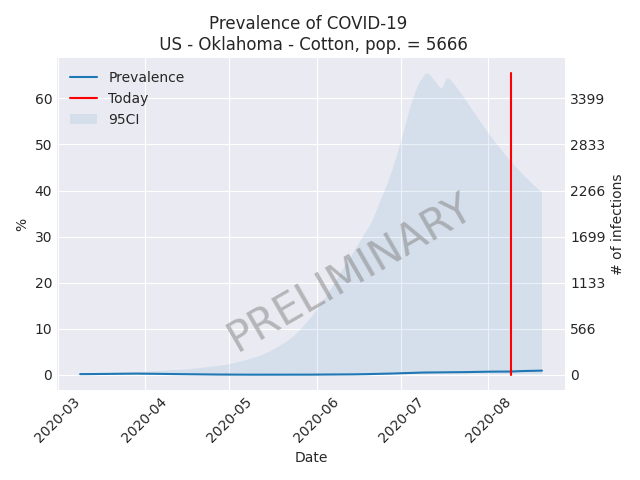 Prevalence of COVID-19
US - Oklahoma - Cotton, pop. = 5666
Prevalence
Today
95CI
PRELIMINARY
%
60
50
40
30
20
10
0
3399
2833
2266
1699
1133
566
0
# of infections
2020-03
2020-04
2020-05
2020-06
2020-07
2020-08
Date